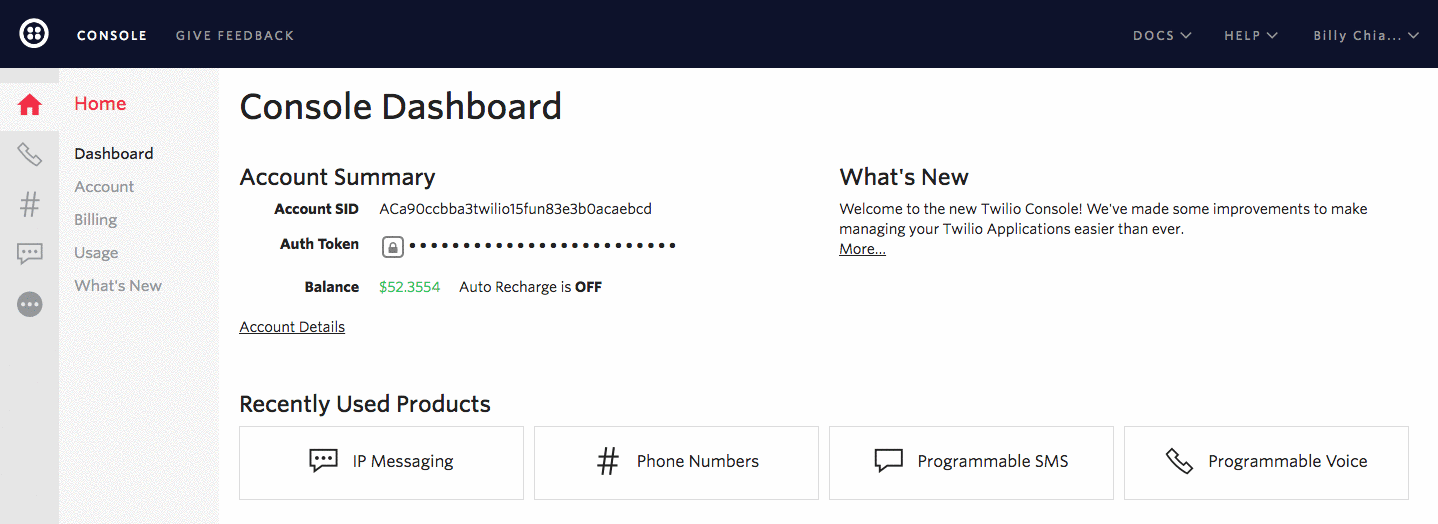 CONSOLE GIVE FEEDBACK DOCS HELP Billy Chia...
Home
Dashboard
Account
Billing
Usage
What's New
Console Dashboard
Account Summary
Account SID ACa90ccbba3twilio15fun83e3b0acaebcd
Auth Token •••••••••••••••••••••••••
Balance $52.3554 Auto Recharge is OFF
Account Details
What's New
Welcome to the new Twilio Console! We've made some improvements to make
managing your Twilio Applications easier than ever.
More...
Recently Used Products
IP Messaging
Phone Numbers
Programmable SMS
Programmable Voice